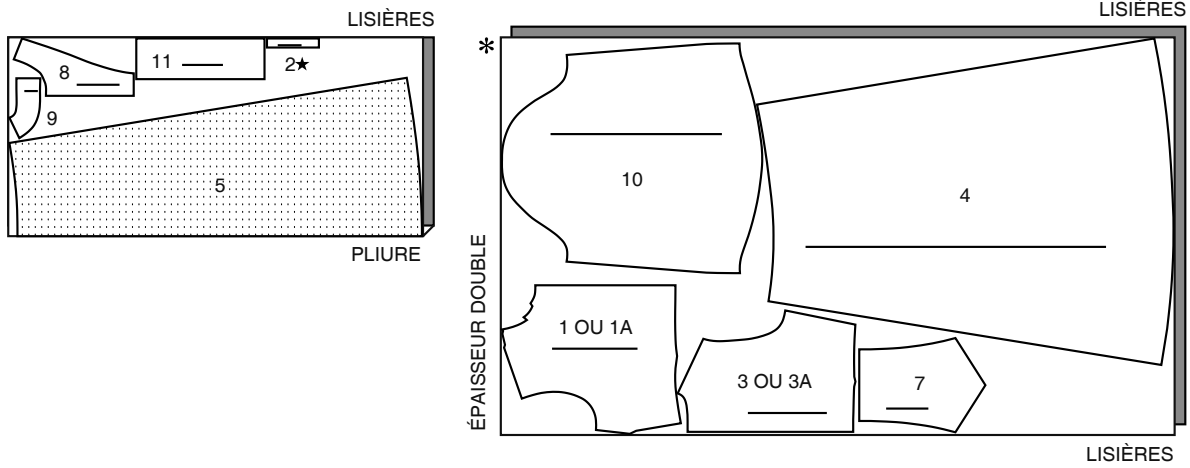 LISIÈRES
8
11
2★
9
5
PLIURE
LISIÈRES
*
10
4
ÉPAISSEUR DOUBLE
1 OU 1A
3 OU 3A
7
LISIÈRES